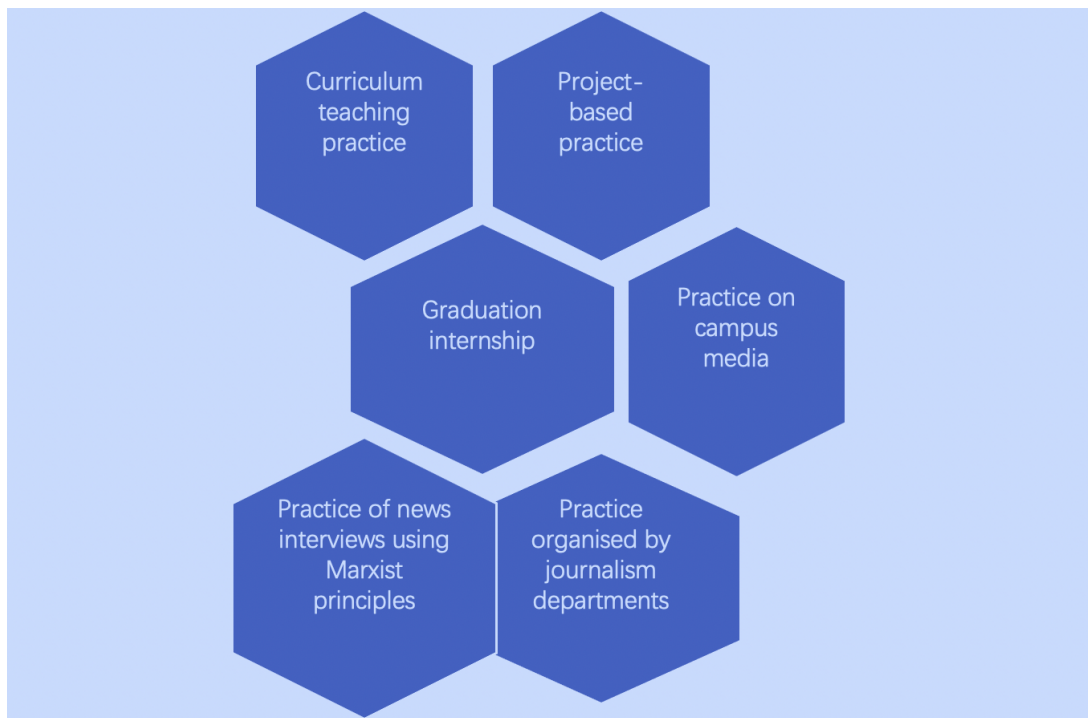 Curriculum
teaching
practice
Project-
based
practice
Graduation
internship
Practice on
campus
media
Practice of news
interviews using
Marxist
principles
Practice
organised by
journalism
departments